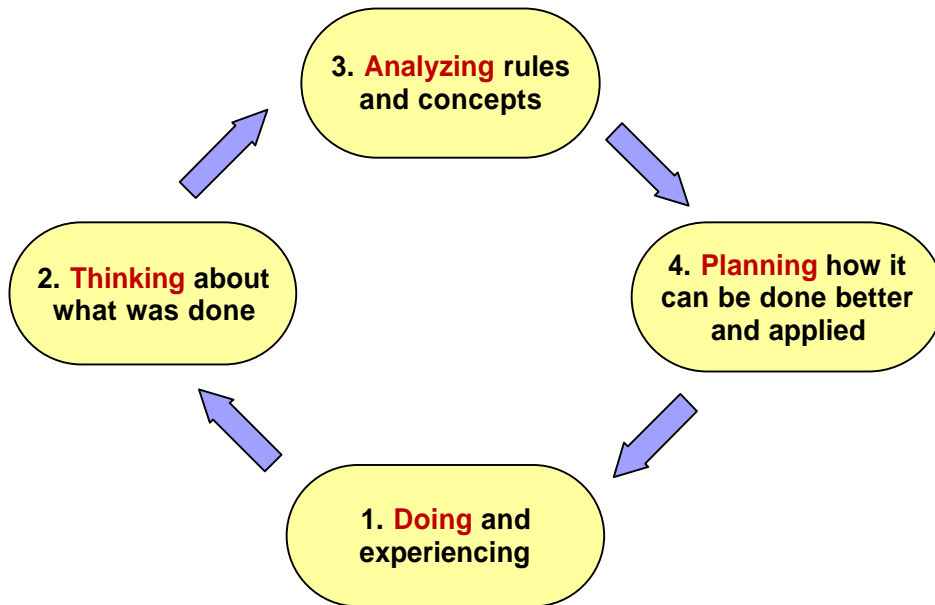 3. Analyzing rules
and concepts
2. Thinking about
what was done
4. Planning how it
can be done better
and applied
1. Doing and
experiencing